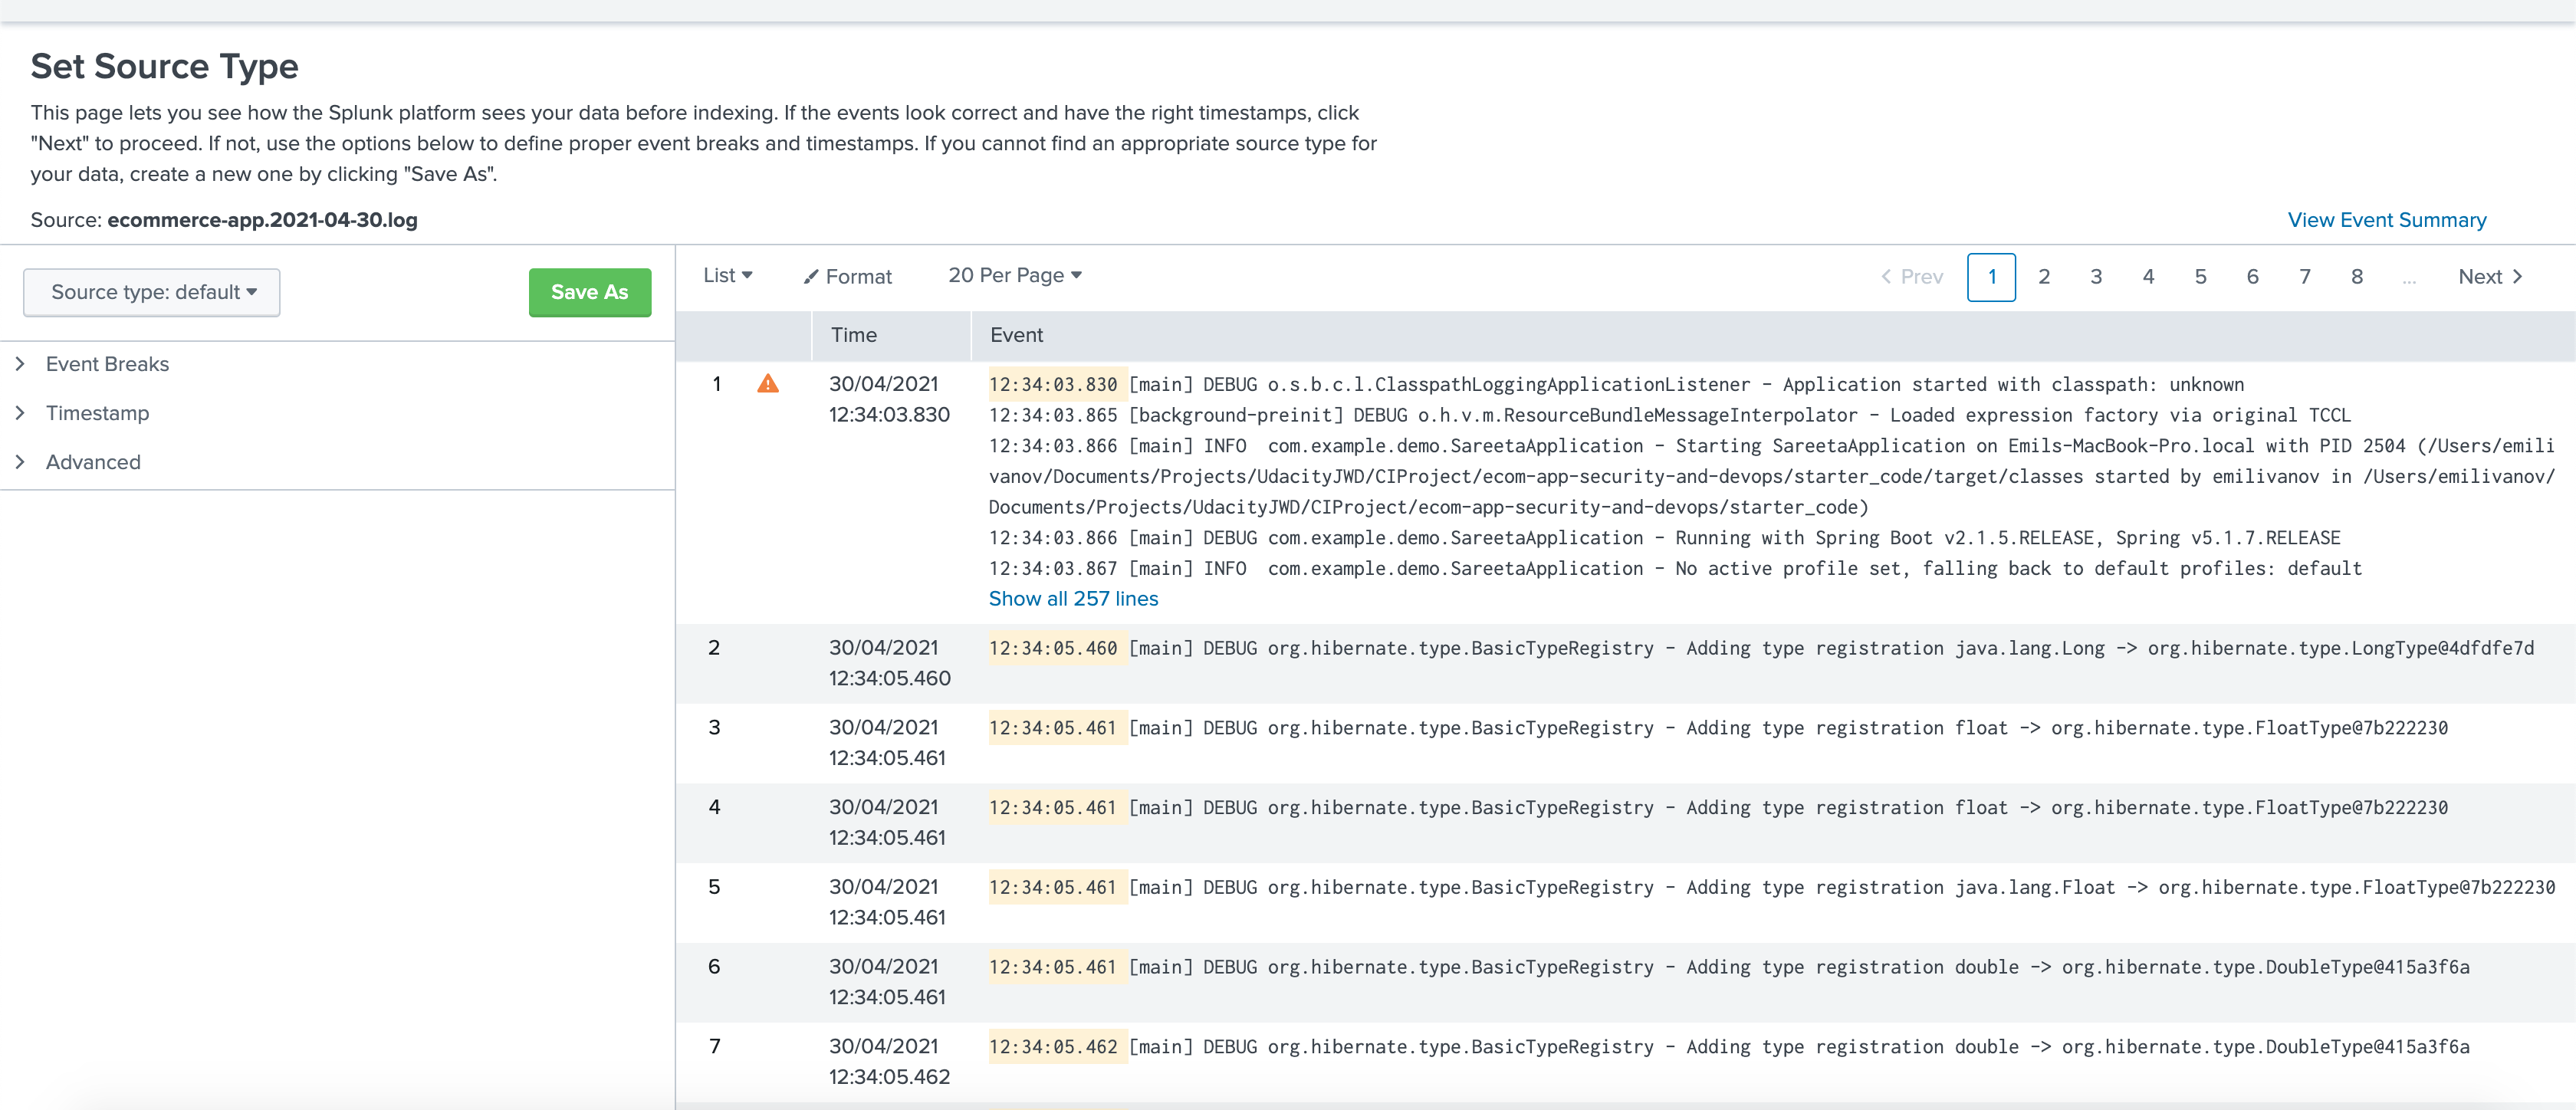 Set Source Type
This page lets you see how the Splunk platform sees your data before indexing. If the events look correct and have the right timestamps, click
"Next" to proceed. If not, use the options below to define proper event breaks and timestamps. If you cannot find an appropriate source type for
your data, create a new one by clicking "Save As".
Source: ecommerce-app.2021-04-30.log
View Event Summary
Source type: default
Save As
Event Breaks
Timestamp
Advanced
List Format 20 Per Page Prev 1 2 3 4 5 6 7 8 ... Next
Time Event
1 30/04/2021 12:34:03.830 [main] DEBUG o.s.b.c.l.ClasspathLoggingApplicationListener - Application started with classpath: unknown
12:34:03.830 12:34:03.865 [background-preinit] DEBUG o.h.v.m.ResourceBundleMessageInterpolator - Loaded expression factory via original TCCL
12:34:03.866 [main] INFO  com.example.demo.SareetaApplication - Starting SareetaApplication on Emils-MacBook-Pro.local with PID 2504 (/Users/emili
vanov/Documents/Projects/UdacityJWD/CIProject/ecom-app-security-and-devops/starter_code/target/classes started by emilivanov in /Users/emilivanov/
Documents/Projects/UdacityJWD/CIProject/ecom-app-security-and-devops/starter_code)
12:34:03.866 [main] DEBUG com.example.demo.SareetaApplication - Running with Spring Boot v2.1.5.RELEASE, Spring v5.1.7.RELEASE
12:34:03.867 [main] INFO  com.example.demo.SareetaApplication - No active profile set, falling back to default profiles: default
Show all 257 lines
2 30/04/2021 12:34:05.460 [main] DEBUG org.hibernate.type.BasicTypeRegistry - Adding type registration java.lang.Long -> org.hibernate.type.LongType@4dfdfe7d
12:34:05.460
3 30/04/2021 12:34:05.461 [main] DEBUG org.hibernate.type.BasicTypeRegistry - Adding type registration float -> org.hibernate.type.FloatType@7b222230
12:34:05.461
4 30/04/2021 12:34:05.461 [main] DEBUG org.hibernate.type.BasicTypeRegistry - Adding type registration float -> org.hibernate.type.FloatType@7b222230
12:34:05.461
5 30/04/2021 12:34:05.461 [main] DEBUG org.hibernate.type.BasicTypeRegistry - Adding type registration java.lang.Float -> org.hibernate.type.FloatType@7b222230
12:34:05.461
6 30/04/2021 12:34:05.461 [main] DEBUG org.hibernate.type.BasicTypeRegistry - Adding type registration double -> org.hibernate.type.DoubleType@415a3f6a
12:34:05.461
7 30/04/2021 12:34:05.462 [main] DEBUG org.hibernate.type.BasicTypeRegistry - Adding type registration double -> org.hibernate.type.DoubleType@415a3f6a
12:34:05.462